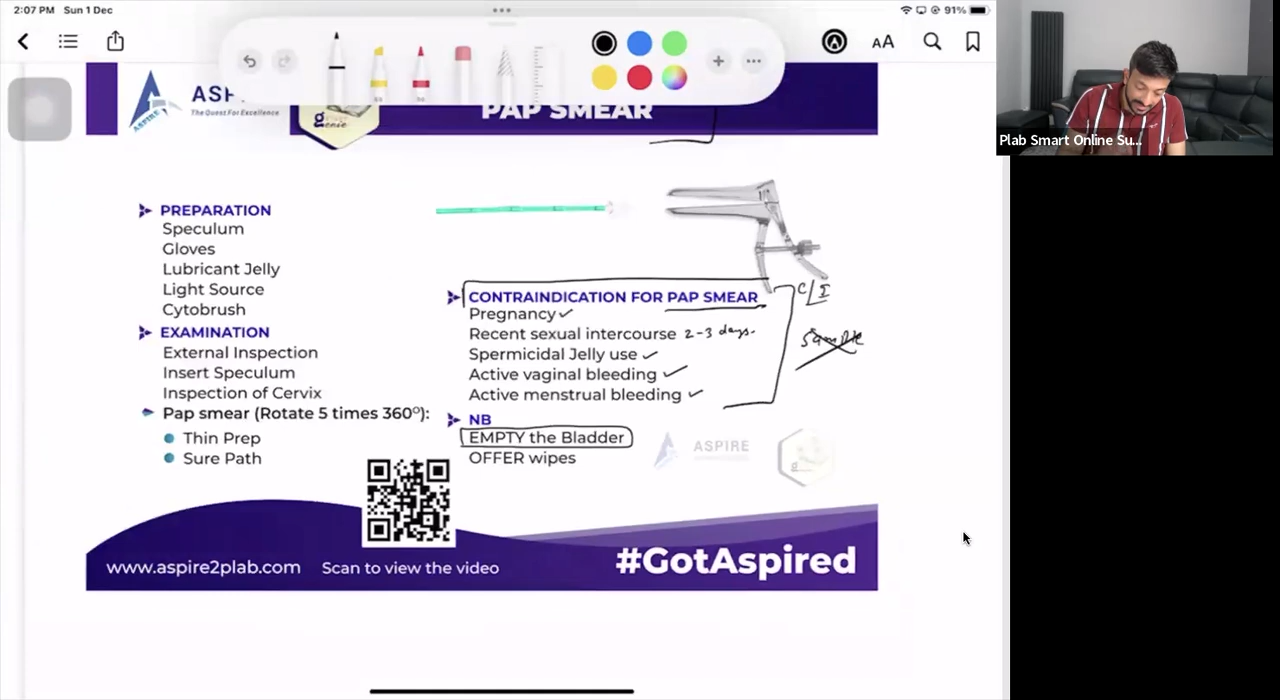 2:07 PM Sun 1 Dec
91%
AA
ASPIRE
The Quest For Excellence
PAP SMEAR
Plab Smart Online Su...
PREPARATION
Speculum
Gloves
Lubricant Jelly
Light Source
Cytobrush
EXAMINATION
External Inspection
Insert Speculum
Inspection of Cervix
Pap smear (Rotate 5 times 360°):
Thin Prep
Sure Path
CONTRAINDICATION FOR PAP SMEAR
C/I
Pregnancy
Recent sexual intercourse 2-3 days.
Sample
Spermicidal Jelly use
Active vaginal bleeding
Active menstrual bleeding
NB
EMPTY the Bladder
OFFER wipes
ASPIRE
www.aspire2plab.com Scan to view the video
#GotAspired